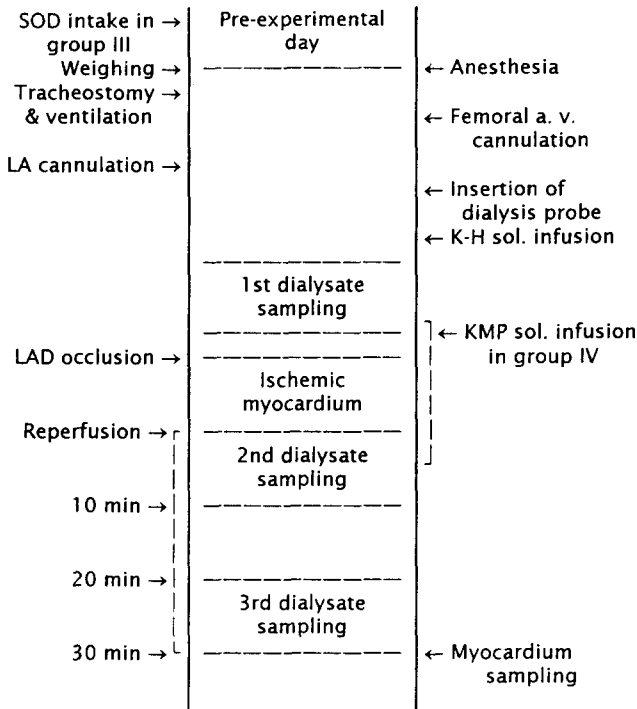 SOD intake in →
group III
Pre-experimental
day
Weighing →
← Anesthesia
Tracheostomy →
& ventilation
← Femoral a. v.
cannulation
LA cannulation →
← Insertion of
dialysis probe
← K-H sol. infusion
1st dialysate
sampling
← KMP sol. infusion
in group IV
LAD occlusion →
Ischemic
myocardium
Reperfusion →
2nd dialysate
sampling
10 min →
20 min →
3rd dialysate
sampling
30 min →
← Myocardium
sampling